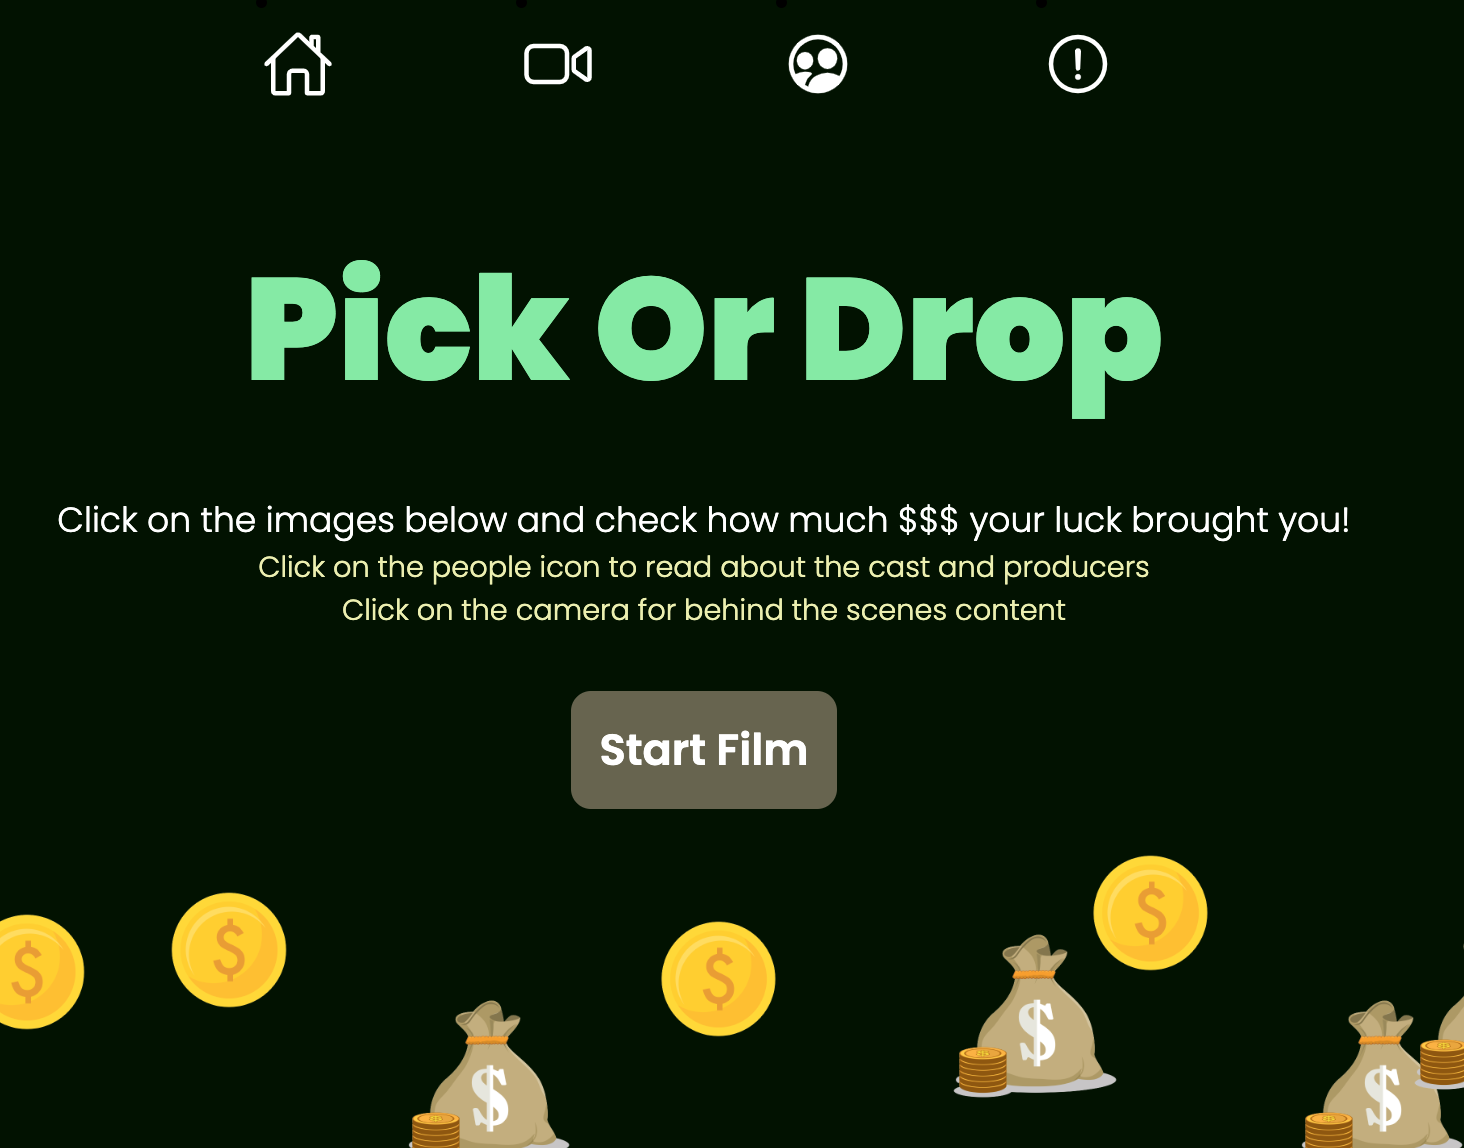 Pick Or Drop
Click on the images below and check how much $$$ your luck brought you!
Click on the people icon to read about the cast and producers
Click on the camera for behind the scenes content
Start Film
$
$
$
$
$
$
$